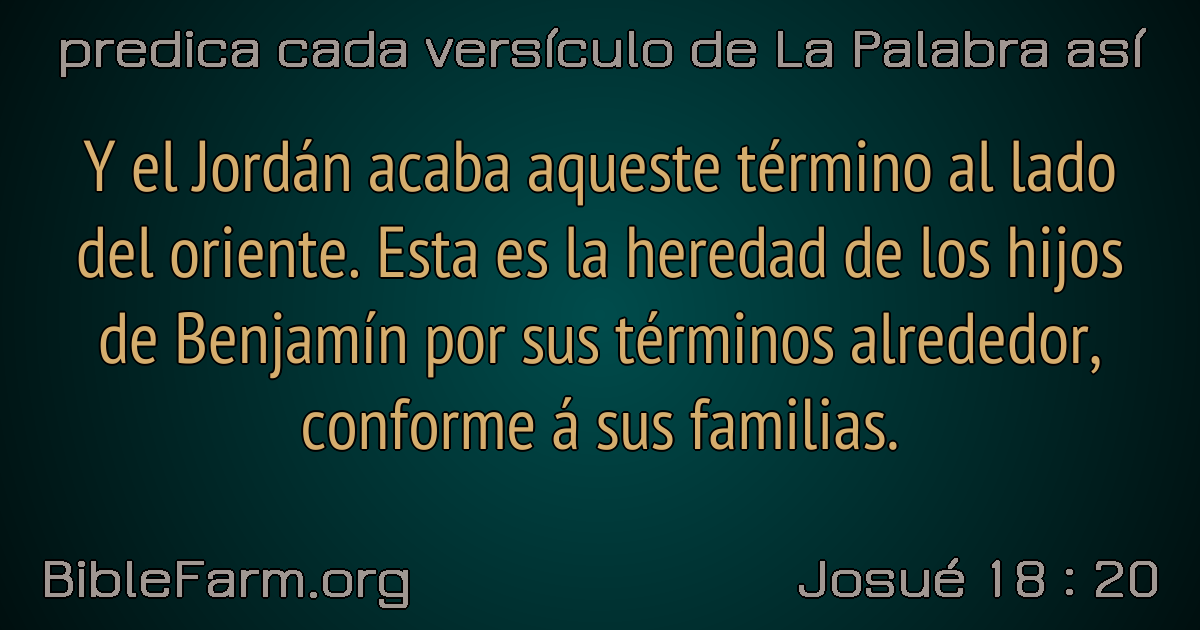 predica cada versículo de La Palabra así
Y el Jordán acaba aqueste término al lado
del oriente. Esta es la heredad de los hijos
de Benjamín por sus términos alrededor,
conforme á sus familias.
BibleFarm.org
Josué 18 : 20